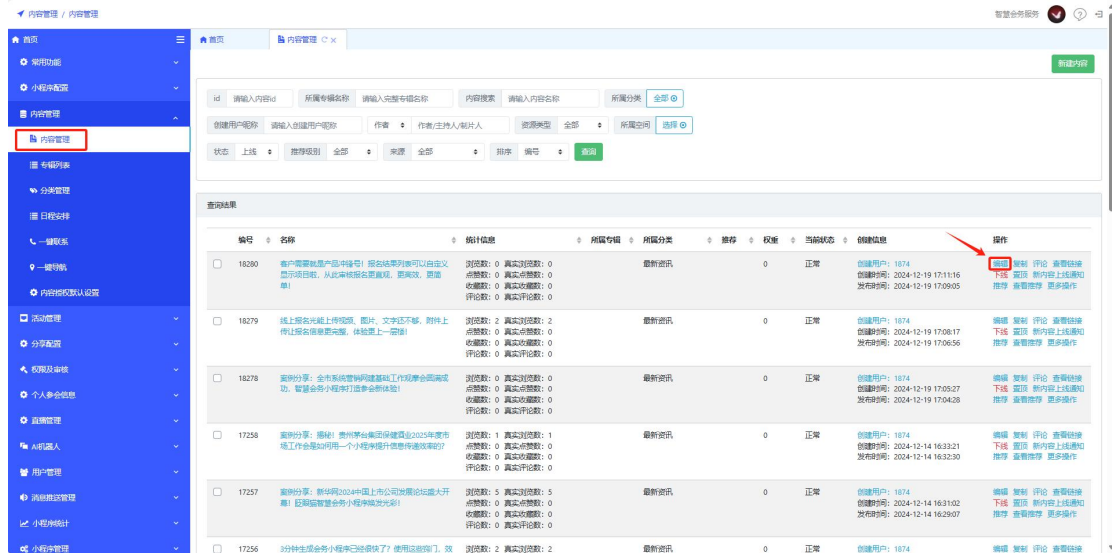 内容管理 / 内容管理
智慧会务服务
首页
首页
内容管理
常用功能
小程序配置
内容管理
内容管理
专辑列表
分类管理
日程安排
一键联系
一键导航
内容授权默认设置
活动管理
分享配置
权限及审核
个人参会信息
直播管理
AI机器人
用户管理
消息推送管理
小程序统计
小程序管理
新建内容
id 请输入内容id 所属专辑名称 请输入完整专辑名称 内容搜索 请输入内容名称 所属分类 全部
创建用户昵称 请输入创建用户昵称 作者 作者/主持人/制片人 资源类型 全部 所属空间 选择
状态 上线 推荐级别 全部 来源 全部 排序 编号 查询
查询结果
编号 名称 统计信息 所属专辑 所属分类 推荐 权重 当前状态 创建信息 操作
18280 客户需要就是产品冲锋号!报名结果列表可以自定义 浏览数: 0 真实浏览数: 0 最新资讯 0 正常 创建用户: 1874 编辑 复制 评论 查看链接
显示项目啦,从此审核报名更直观、更高效、更简 点赞数: 0 真实点赞数: 0 创建时间: 2024-12-19 17:11:16 下线 置顶 新内容上线通知
单! 收藏数: 0 真实收藏数: 0 发布时间: 2024-12-19 17:09:05 推荐 查看推荐 更多操作
评论数: 0 真实评论数: 0
18279 线上报名光能上传视频、图片、文字还不够,附件上 浏览数: 2 真实浏览数: 2 最新资讯 0 正常 创建用户: 1874 编辑 复制 评论 查看链接
传让报名信息更完整,体验更上一层楼! 点赞数: 0 真实点赞数: 0 创建时间: 2024-12-19 17:08:17 下线 置顶 新内容上线通知
收藏数: 0 真实收藏数: 0 发布时间: 2024-12-19 17:06:56 推荐 查看推荐 更多操作
评论数: 0 真实评论数: 0
18278 案例分享:全市系统营销网建基础工作观摩会圆满成 浏览数: 0 真实浏览数: 0 最新资讯 0 正常 创建用户: 1874 编辑 复制 评论 查看链接
功、智慧会务小程序打造参会新体验! 点赞数: 0 真实点赞数: 0 创建时间: 2024-12-19 17:05:27 下线 置顶 新内容上线通知
收藏数: 0 真实收藏数: 0 发布时间: 2024-12-19 17:04:28 推荐 查看推荐 更多操作
评论数: 0 真实评论数: 0
17258 案例分享:揭秘!贵州茅台集团保健酒业2025年度市 浏览数: 1 真实浏览数: 1 最新资讯 0 正常 创建用户: 1874 编辑 复制 评论 查看链接
场工作会是如何用一个小程序提升信息传递效率的? 点赞数: 0 真实点赞数: 0 创建时间: 2024-12-14 16:33:21 下线 置顶 新内容上线通知
收藏数: 0 真实收藏数: 0 发布时间: 2024-12-14 16:32:30 推荐 查看推荐 更多操作
评论数: 0 真实评论数: 0
17257 案例分享:新华网2024中国上市公司发展论坛盛大开 浏览数: 5 真实浏览数: 5 最新资讯 0 正常 创建用户: 1874 编辑 复制 评论 查看链接
幕!眨眼猫智慧会务小程序焕发光彩! 点赞数: 0 真实点赞数: 0 创建时间: 2024-12-14 16:31:02 下线 置顶 新内容上线通知
收藏数: 0 真实收藏数: 0 发布时间: 2024-12-14 16:29:07 推荐 查看推荐 更多操作
评论数: 0 真实评论数: 0
17256 3分钟生成会务小程序已经很快了?使用这些窍门、效 浏览数: 2 真实浏览数: 2 最新资讯 0 正常 创建用户: 1874 编辑 复制 评论 查看链接